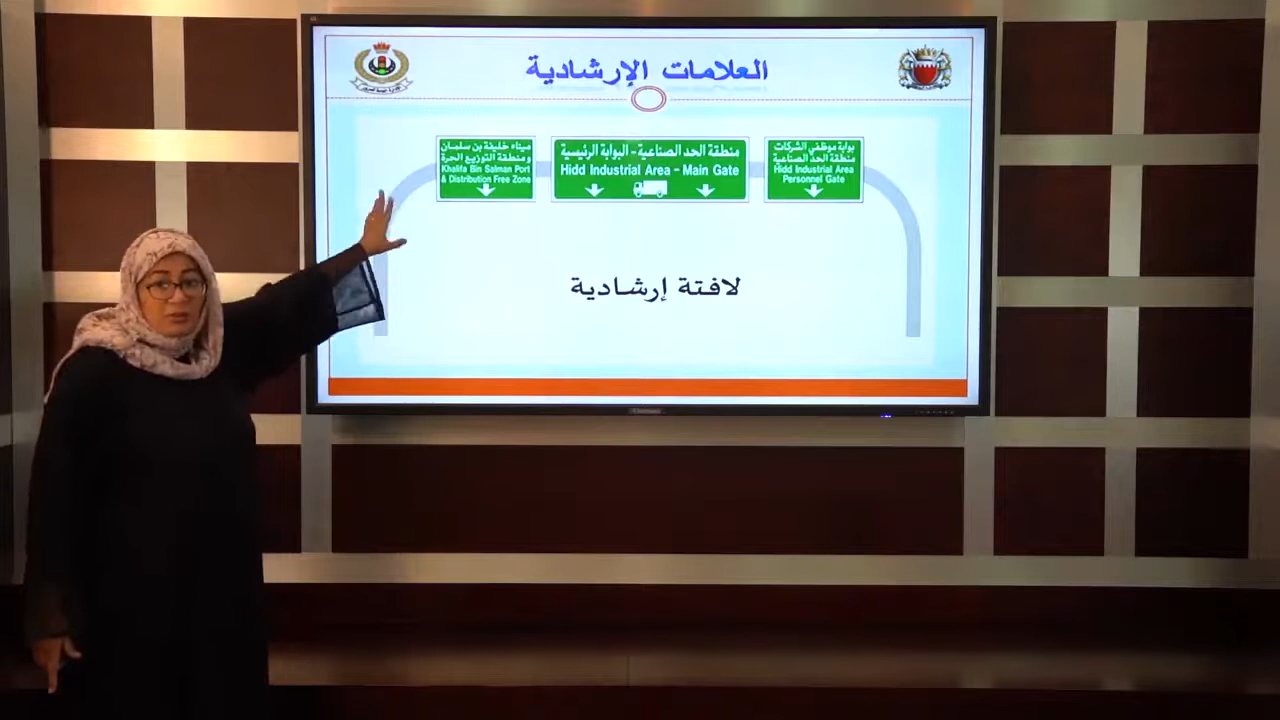 العلامات الإرشادية
ميناء خليفة بن سلمان
ومنطقة التوزيع الحرة
Khalifa Bin Salman Port
& Distribution Free Zone
منطقة الحد الصناعية - البوابة الرئيسية
Hidd Industrial Area - Main Gate
بوابة موظفي الشركات
منطقة الحد الصناعية
Hidd Industrial Area
Personnel Gate
لافتة إرشادية